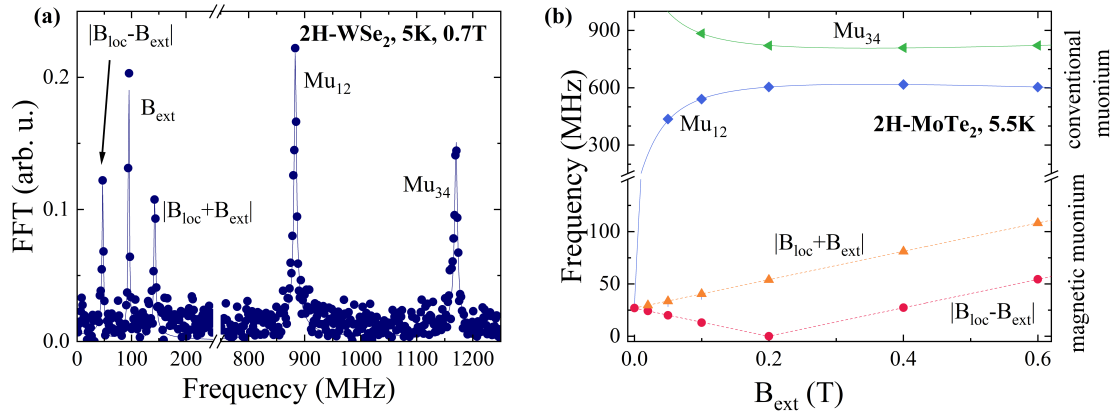 (a)
2H-WSe₂, 5K, 0.7T
|B_loc-B_ext|
B_ext
|B_loc+B_ext|
Mu₁₂
Mu₃₄
FFT (arb. u.)
0.2
0.1
0.0
0 100 200 800 900 1000 1100 1200
Frequency (MHz)
(b)
Mu₃₄
Mu₁₂
2H-MoTe₂, 5.5K
|B_loc+B_ext|
|B_loc-B_ext|
Frequency (MHz)
900
600
300
100
50
0
0.0 0.2 0.4 0.6
B_ext (T)
conventional
muonium
magnetic muonium